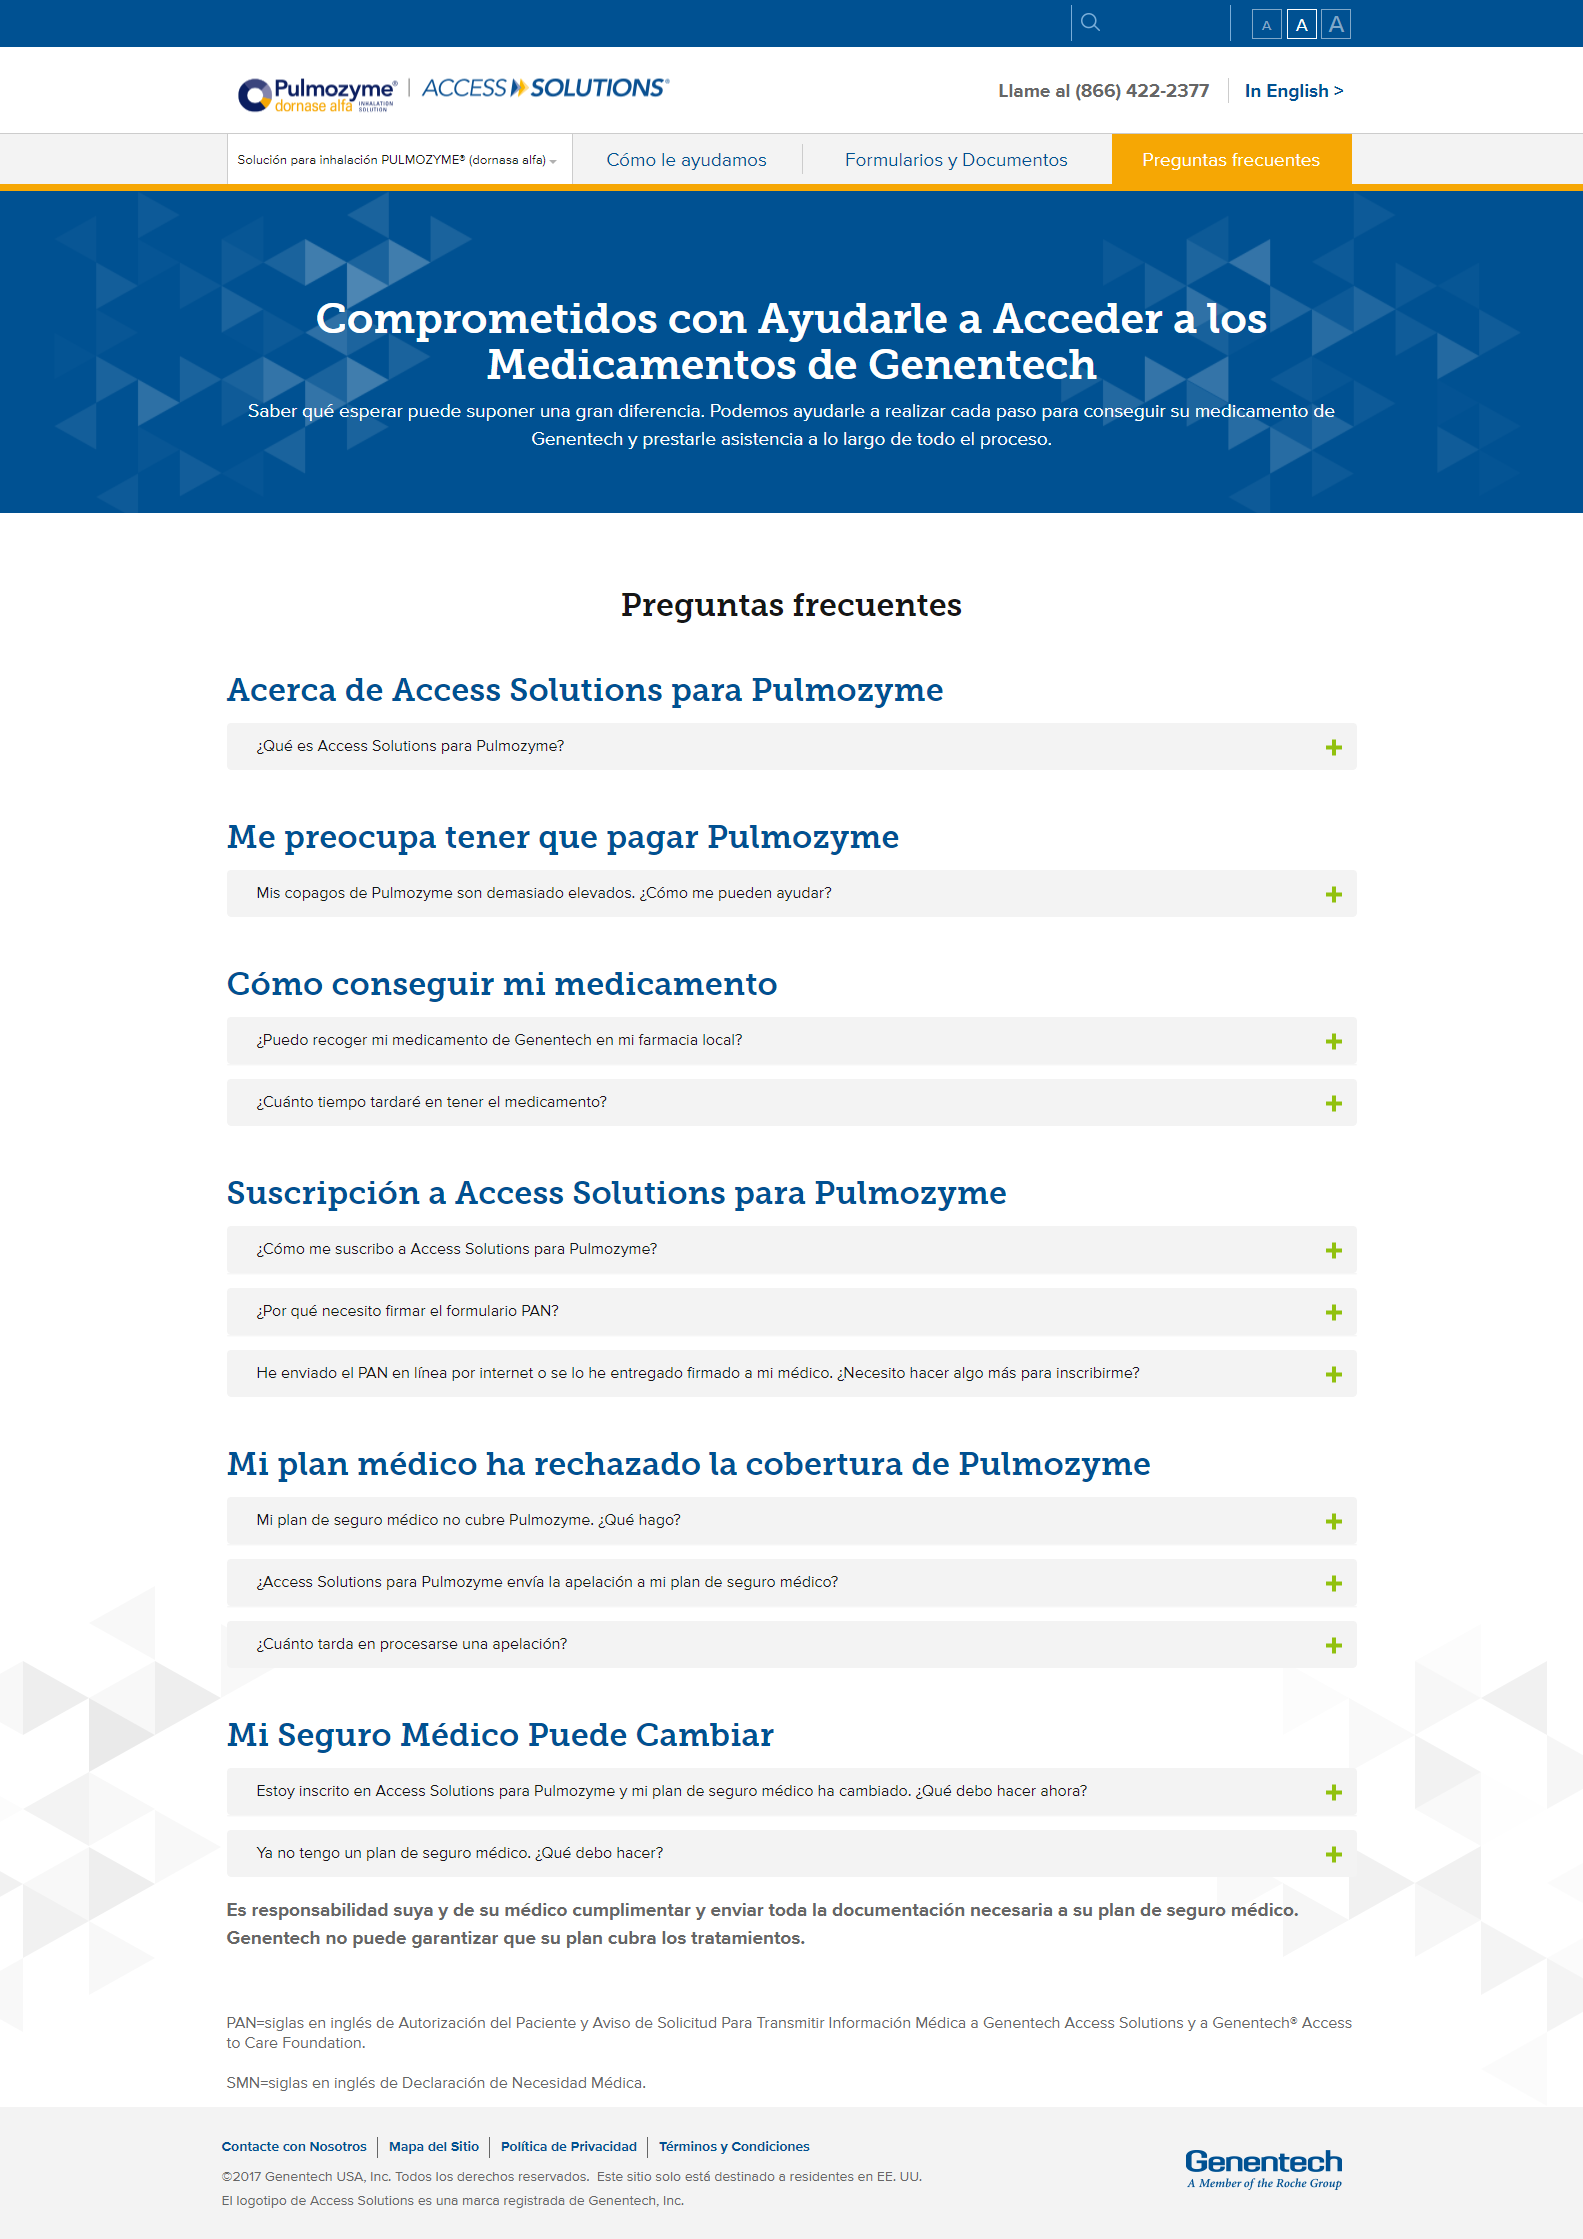 A A A
Pulmozyme® dornase alfa INHALATION SOLUTION | ACCESS SOLUTIONS®
Llame al (866) 422-2377
In English >
Solución para inhalación PULMOZYME® (dornasa alfa)
Cómo le ayudamos
Formularios y Documentos
Preguntas frecuentes
Comprometidos con Ayudarle a Acceder a los
Medicamentos de Genentech
Saber qué esperar puede suponer una gran diferencia. Podemos ayudarle a realizar cada paso para conseguir su medicamento de
Genentech y prestarle asistencia a lo largo de todo el proceso.
Preguntas frecuentes
Acerca de Access Solutions para Pulmozyme
¿Qué es Access Solutions para Pulmozyme?
Me preocupa tener que pagar Pulmozyme
Mis copagos de Pulmozyme son demasiado elevados. ¿Cómo me pueden ayudar?
Cómo conseguir mi medicamento
¿Puedo recoger mi medicamento de Genentech en mi farmacia local?
¿Cuánto tiempo tardaré en tener el medicamento?
Suscripción a Access Solutions para Pulmozyme
¿Cómo me suscribo a Access Solutions para Pulmozyme?
¿Por qué necesito firmar el formulario PAN?
He enviado el PAN en línea por internet o se lo he entregado firmado a mi médico. ¿Necesito hacer algo más para inscribirme?
Mi plan médico ha rechazado la cobertura de Pulmozyme
Mi plan de seguro médico no cubre Pulmozyme. ¿Qué hago?
¿Access Solutions para Pulmozyme envía la apelación a mi plan de seguro médico?
¿Cuánto tarda en procesarse una apelación?
Mi Seguro Médico Puede Cambiar
Estoy inscrito en Access Solutions para Pulmozyme y mi plan de seguro médico ha cambiado. ¿Qué debo hacer ahora?
Ya no tengo un plan de seguro médico. ¿Qué debo hacer?
Es responsabilidad suya y de su médico cumplimentar y enviar toda la documentación necesaria a su plan de seguro médico.
Genentech no puede garantizar que su plan cubra los tratamientos.
PAN=siglas en inglés de Autorización del Paciente y Aviso de Solicitud Para Transmitir Información Médica a Genentech Access Solutions y a Genentech® Access
to Care Foundation.
SMN=siglas en inglés de Declaración de Necesidad Médica.
Contacte con Nosotros | Mapa del Sitio | Política de Privacidad | Términos y Condiciones
©2017 Genentech USA, Inc. Todos los derechos reservados. Este sitio solo está destinado a residentes en EE. UU.
El logotipo de Access Solutions es una marca registrada de Genentech, Inc.
Genentech
A Member of the Roche Group